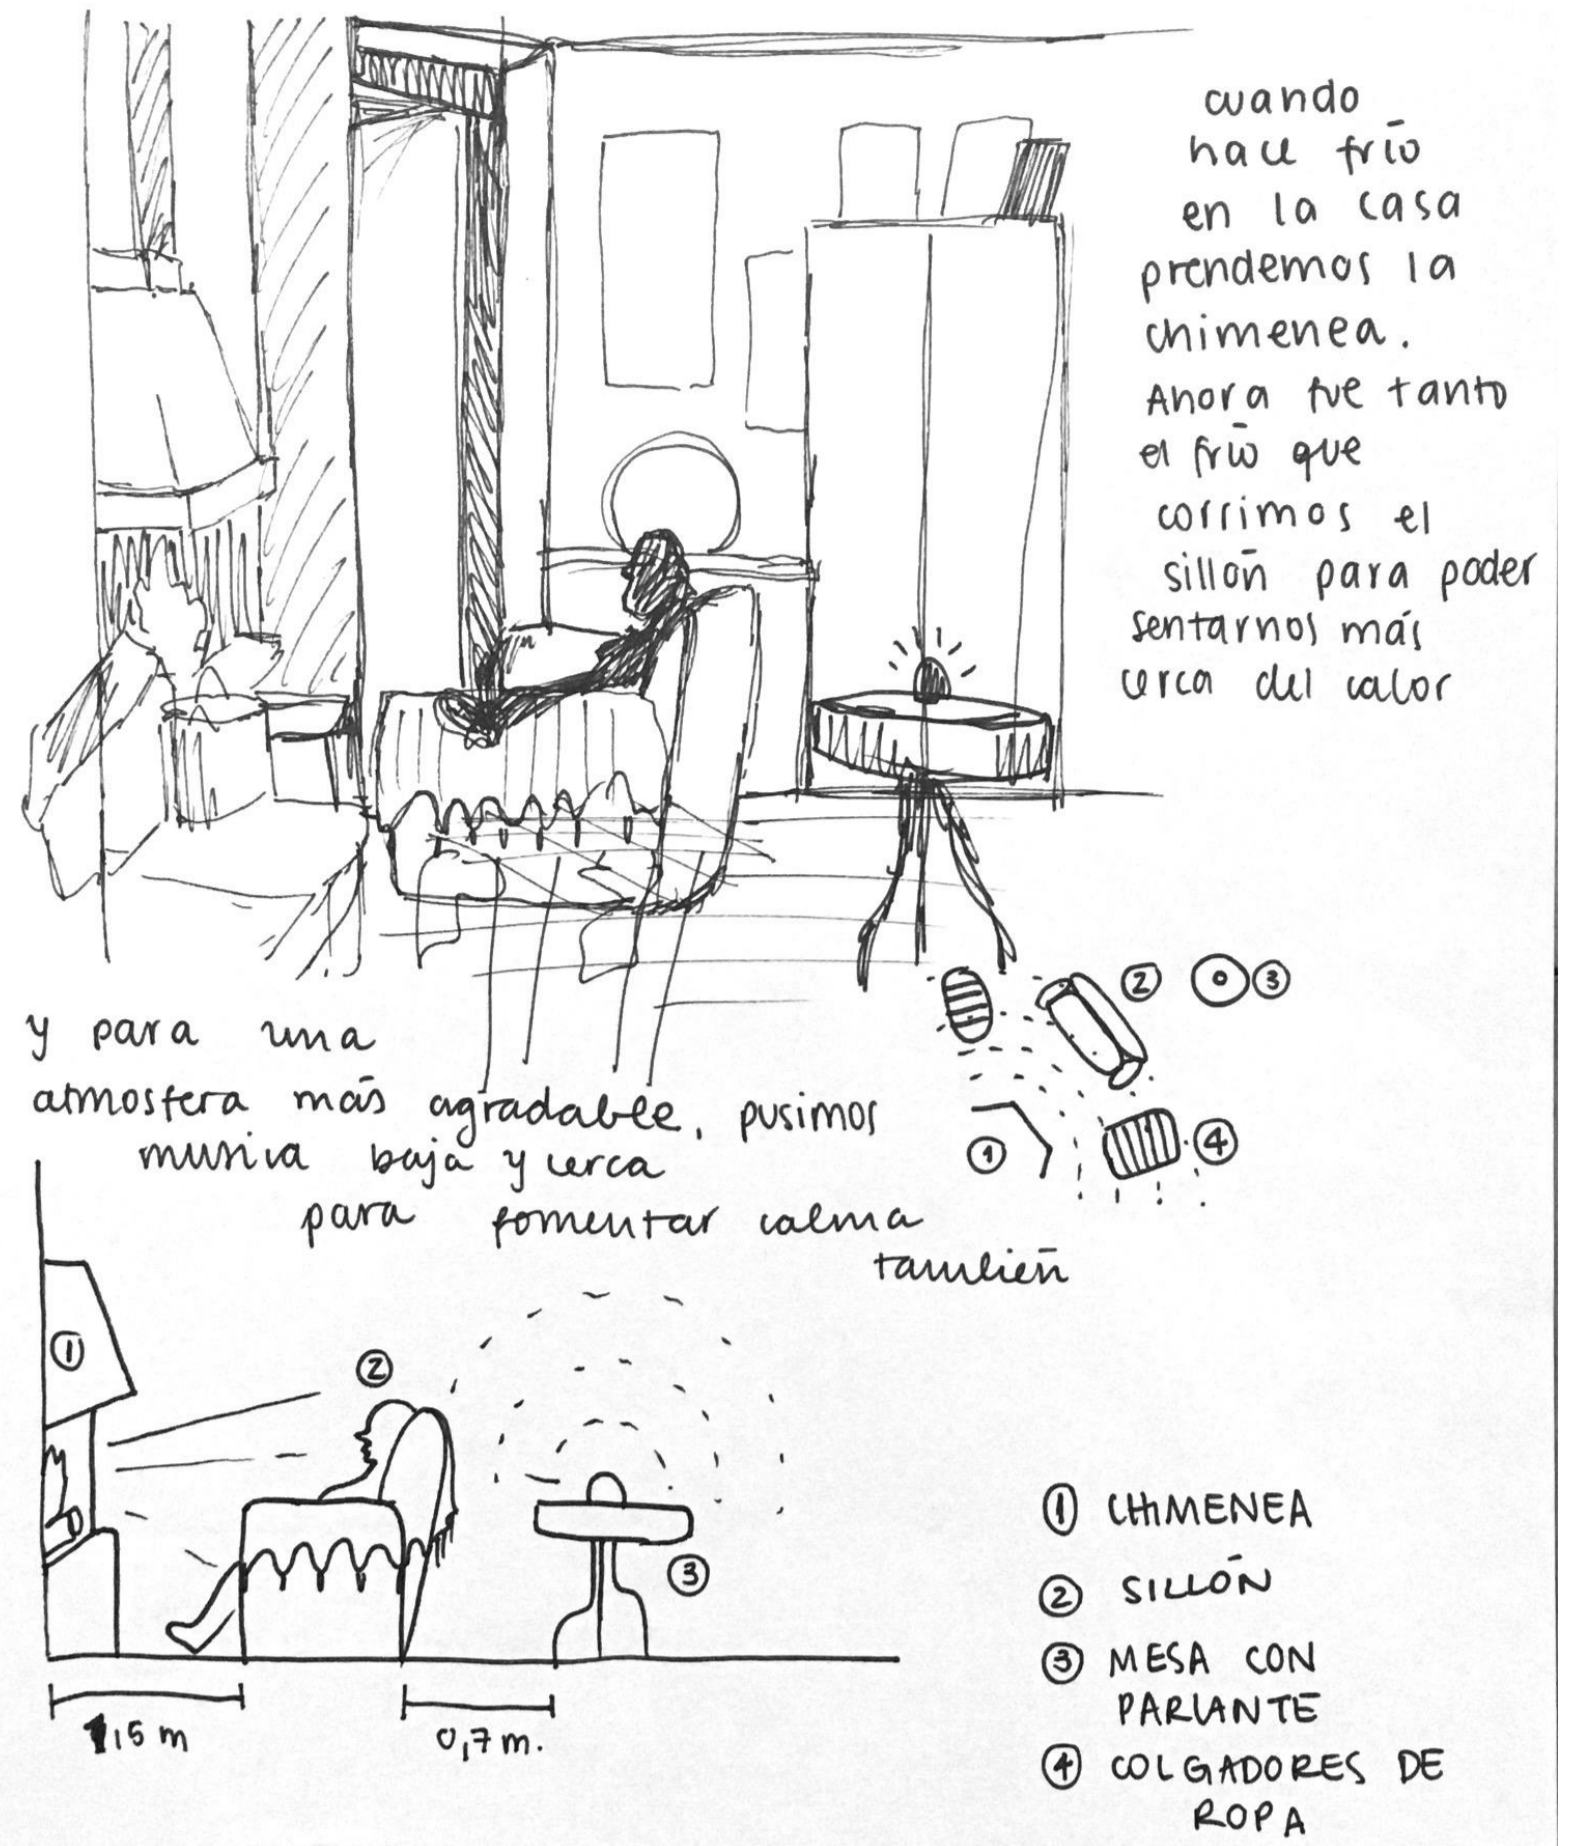 cuando
hace frío
en la casa
prendemos la
chimenea.
Ahora fue tanto
el frío que
corrimos el
sillón para poder
sentarnos más
cerca del calor
② ③
① ④
y para una
atmosfera más agradable, pusimos
musica baja y cerca
para fomentar calma
también
①
②
③
1,5 m
0,7 m.
① CHIMENEA
② SILLÓN
③ MESA CON
PARLANTE
④ COLGADORES DE
ROPA